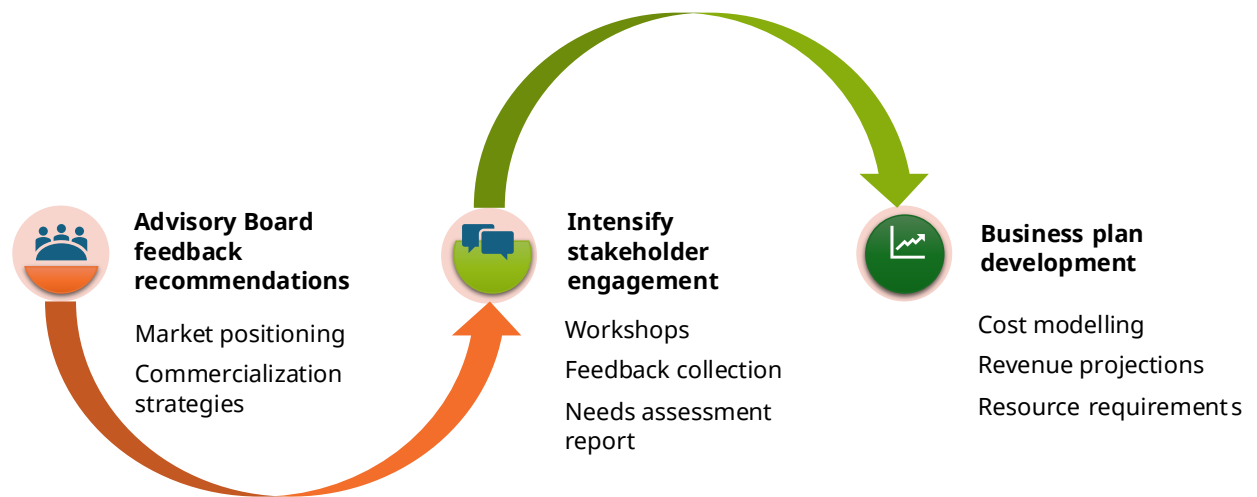 Advisory Board
feedback
recommendations
Market positioning
Commercialization
strategies
Intensify
stakeholder
engagement
Workshops
Feedback collection
Needs assessment
report
Business plan
development
Cost modelling
Revenue projections
Resource requirements